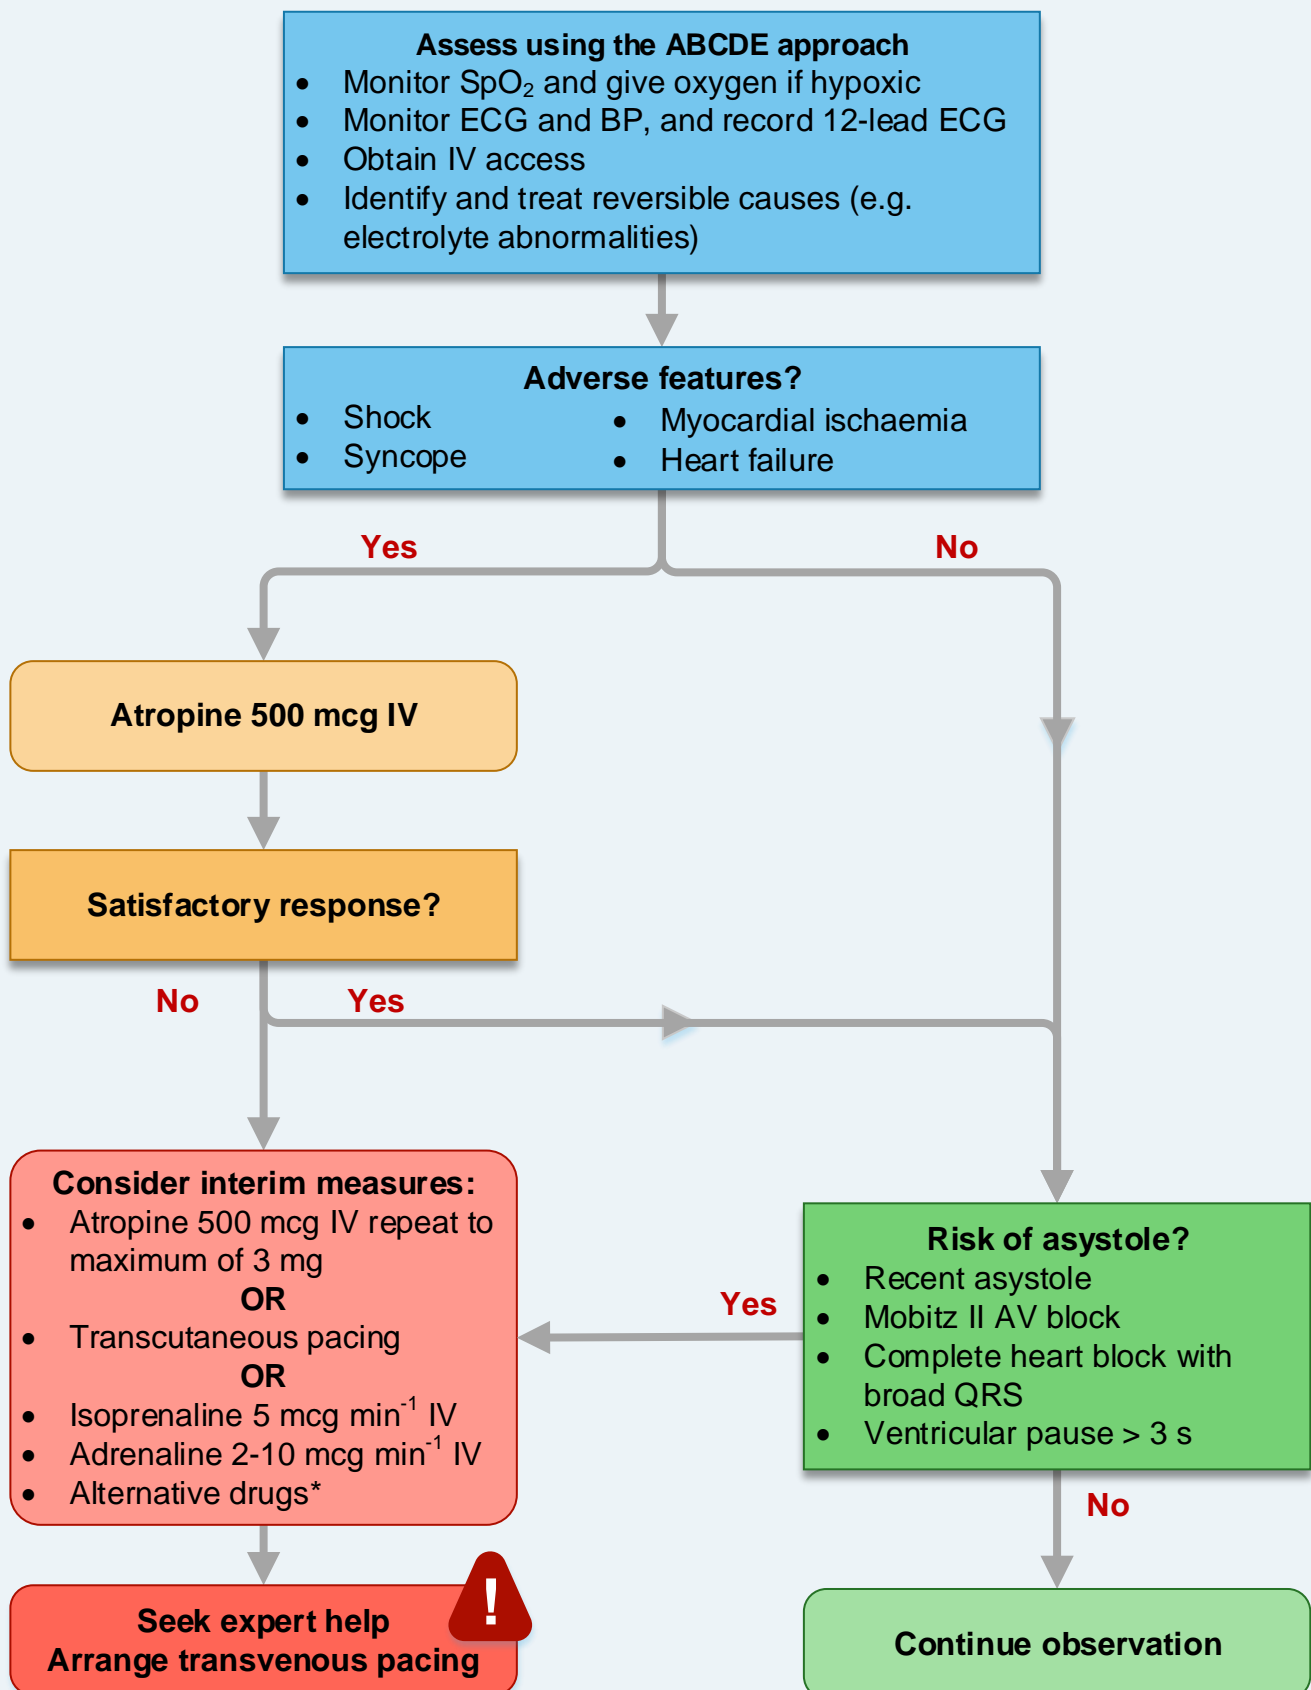 Assess using the ABCDE approach
• Monitor SpO₂ and give oxygen if hypoxic
• Monitor ECG and BP, and record 12-lead ECG
• Obtain IV access
• Identify and treat reversible causes (e.g.
electrolyte abnormalities)
Adverse features?
• Shock
• Syncope
• Myocardial ischaemia
• Heart failure
Yes
No
Atropine 500 mcg IV
Satisfactory response?
No
Yes
Consider interim measures:
• Atropine 500 mcg IV repeat to
maximum of 3 mg
OR
• Transcutaneous pacing
OR
• Isoprenaline 5 mcg min⁻¹ IV
• Adrenaline 2-10 mcg min⁻¹ IV
• Alternative drugs*
Yes
Risk of asystole?
• Recent asystole
• Mobitz II AV block
• Complete heart block with
broad QRS
• Ventricular pause > 3 s
No
!
Seek expert help
Arrange transvenous pacing
Continue observation